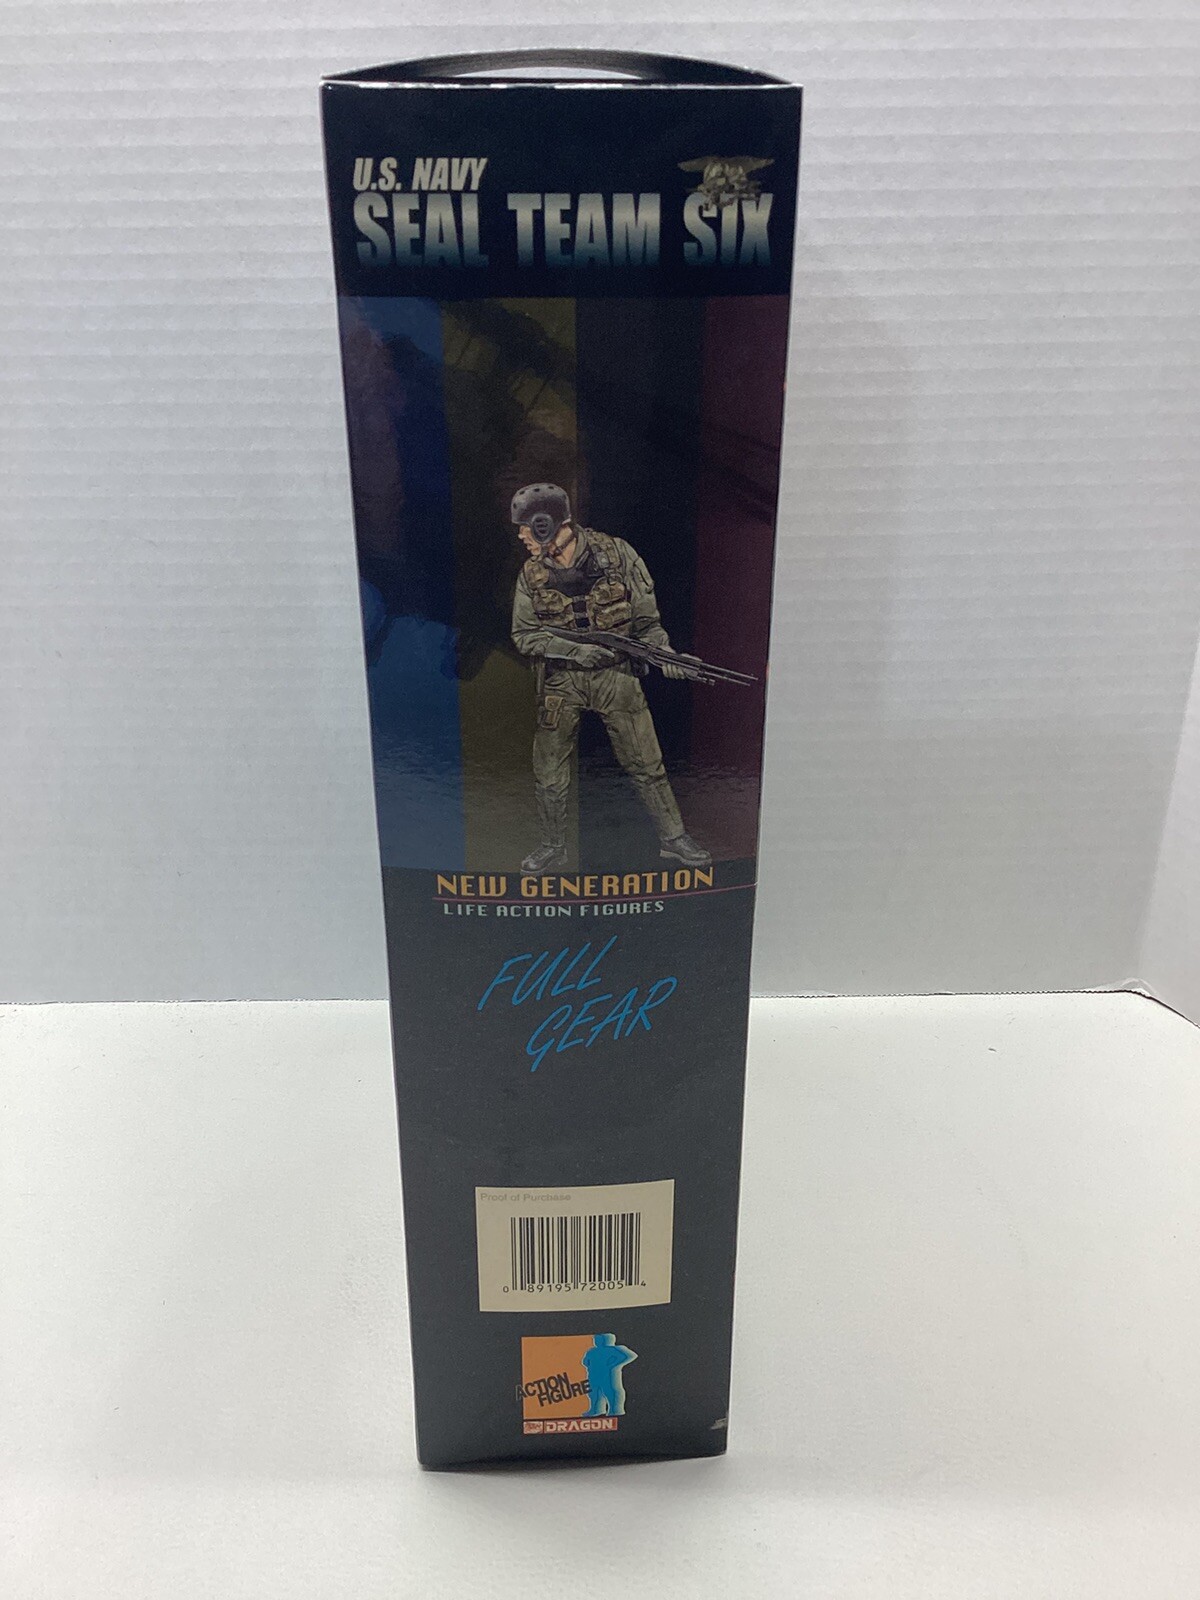 U.S. NAVY
SEAL TEAM SIX
NEW GENERATION
LIFE ACTION FIGURES
FULL
GEAR
Proof of Purchase
0 89195 72005 4
ACTION
FIGURE
DRAGON